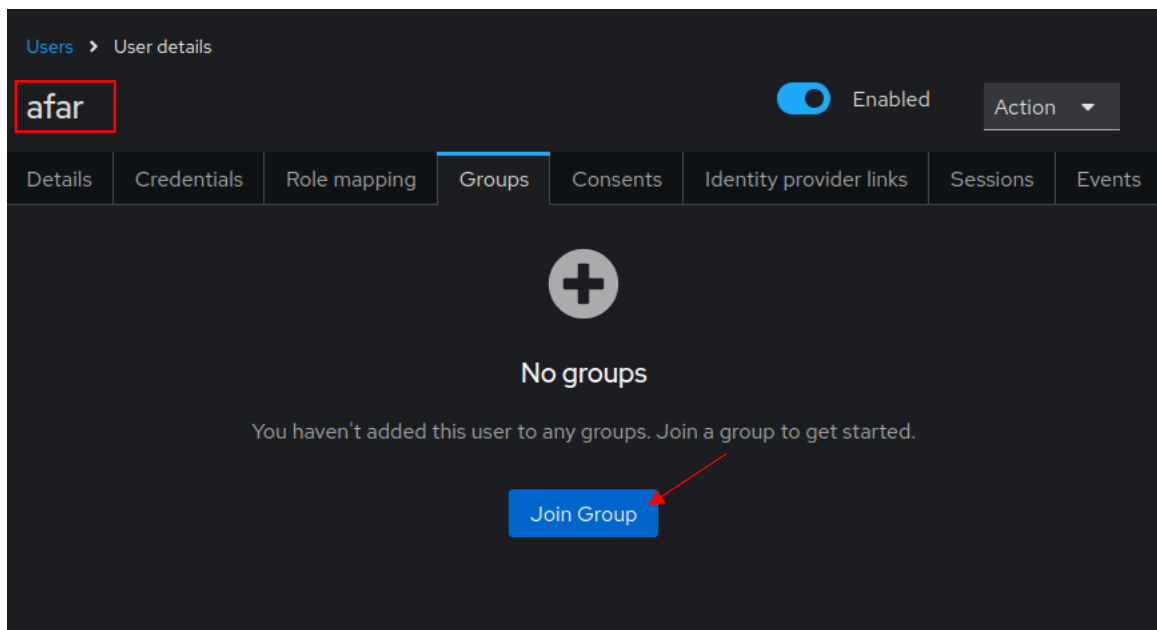 Users > User details
afar
Enabled
Action
Details Credentials Role mapping Groups Consents Identity provider links Sessions Events
No groups
You haven't added this user to any groups. Join a group to get started.
Join Group